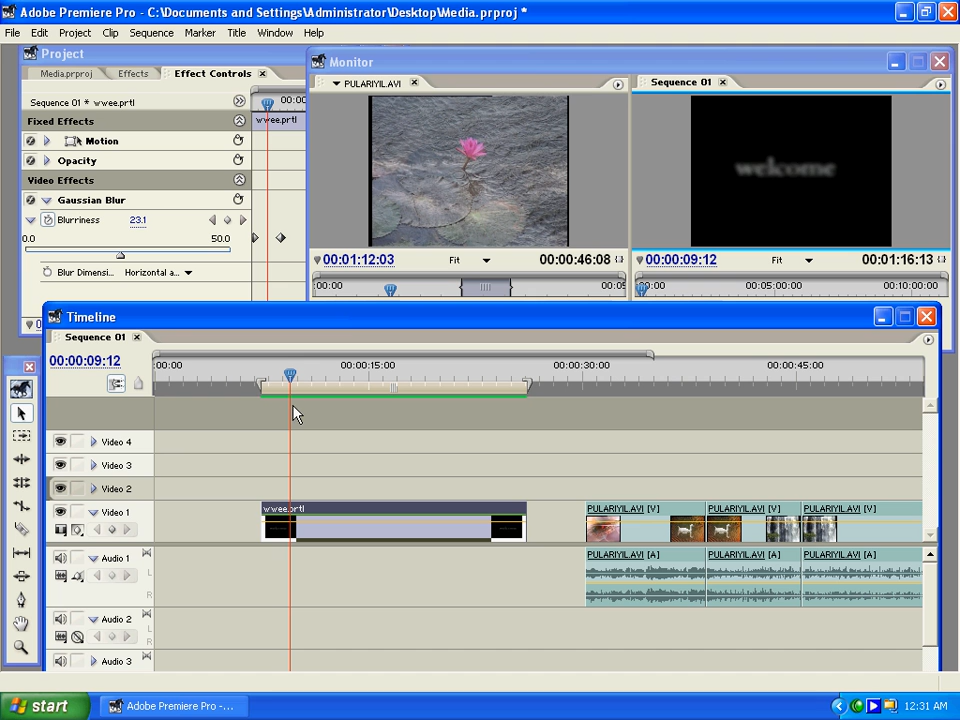 Adobe Premiere Pro - C:\Documents and Settings\Administrator\Desktop\Media.prproj *
File Edit Project Clip Sequence Marker Title Window Help
Project
Media.prproj Effects Effect Controls
Sequence 01 * wwee.prtl 00:00
Fixed Effects wwee.prtl
Motion
Opacity
Video Effects
Gaussian Blur
Blurriness 23.1
0.0 50.0
Blur Dimensi... Horizontal a...
Monitor
PULARIYIL.AVI Sequence 01
welcome
00:01:12:03 Fit 00:00:46:08 00:00:09:12 Fit 00:01:16:13
00:00 00:05:00:00 00:10:00:00
Timeline
Sequence 01
00:00:09:12 :00:00 00:00:15:00 00:00:30:00 00:00:45:00
Video 4
Video 3
Video 2
Video 1 wwee.prtl PULARIYIL.AVI [V] PULARIYIL.AVI [V] PULARIYIL.AVI [V]
Audio 1 L R PULARIYIL.AVI [A] PULARIYIL.AVI [A] PULARIYIL.AVI [A]
Audio 2 L R
Audio 3
start Adobe Premiere Pro -... 12:31 AM